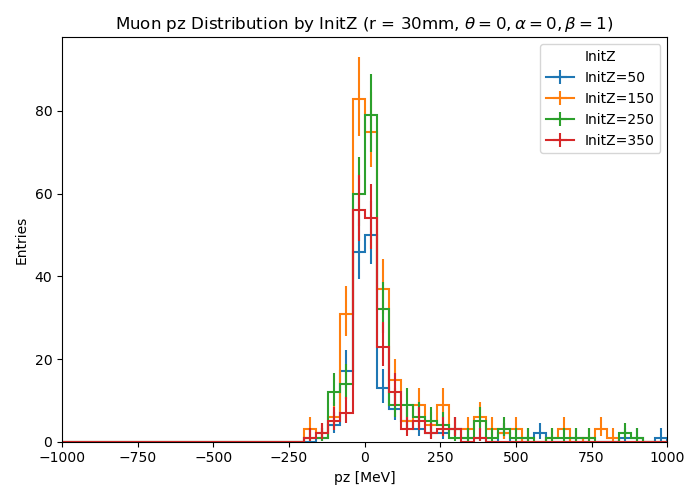 Muon pz Distribution by InitZ (r = 30mm, θ = 0, α = 0, β = 1)
InitZ
InitZ=50
InitZ=150
InitZ=250
InitZ=350
Entries
80
60
40
20
0
−1000 −750 −500 −250 0 250 500 750 1000
pz [MeV]